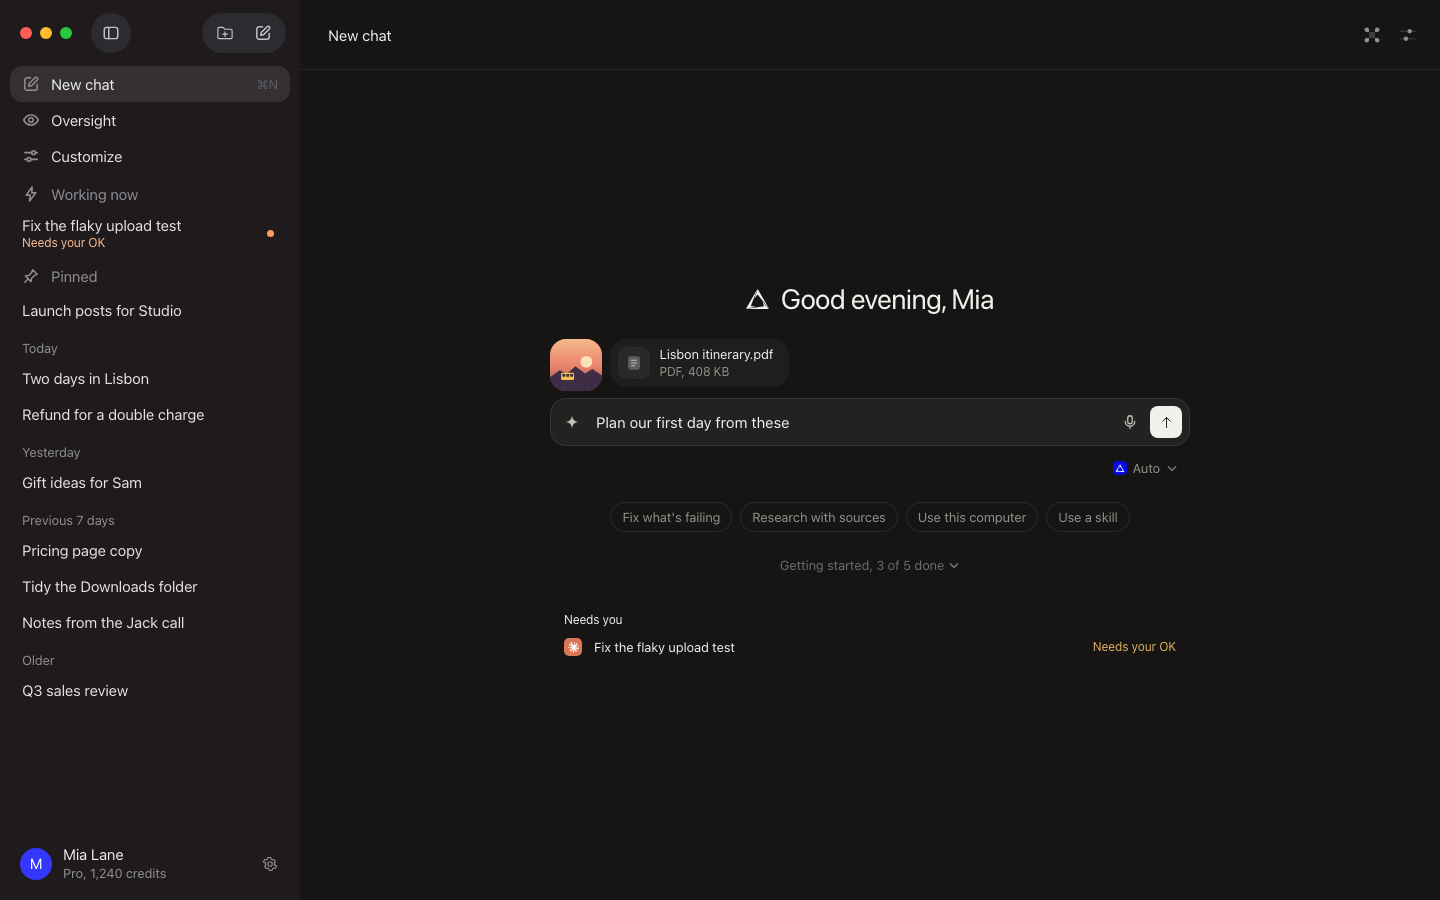 New chat
New chat
⌘N
Oversight
Customize
Working now
Fix the flaky upload test
Needs your OK
Pinned
Launch posts for Studio
Today
Two days in Lisbon
Refund for a double charge
Yesterday
Gift ideas for Sam
Previous 7 days
Pricing page copy
Tidy the Downloads folder
Notes from the Jack call
Older
Q3 sales review
M
Mia Lane
Pro, 1,240 credits
Good evening, Mia
Lisbon itinerary.pdf
PDF, 408 KB
Plan our first day from these
Auto
Fix what's failing
Research with sources
Use this computer
Use a skill
Getting started, 3 of 5 done
Needs you
Fix the flaky upload test
Needs your OK